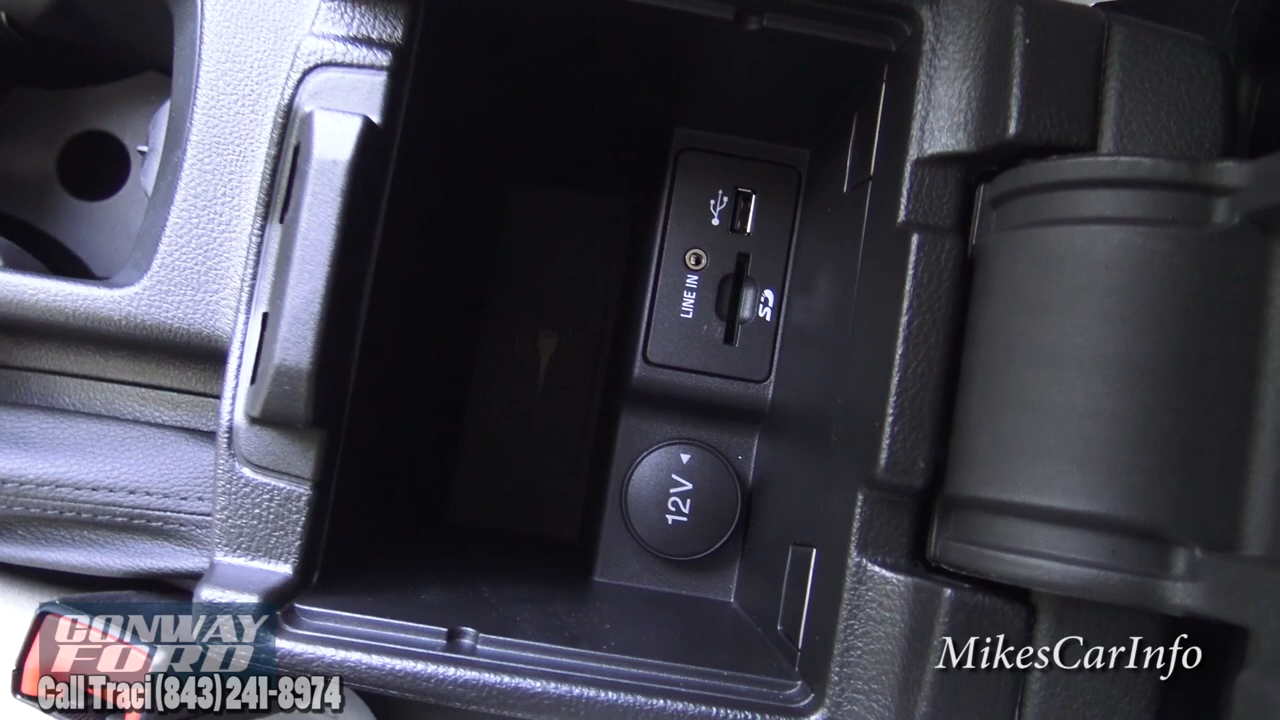 LINE IN
SD
12V
CONWAY
FORD
Call Traci (843) 241-8974
MikesCarInfo